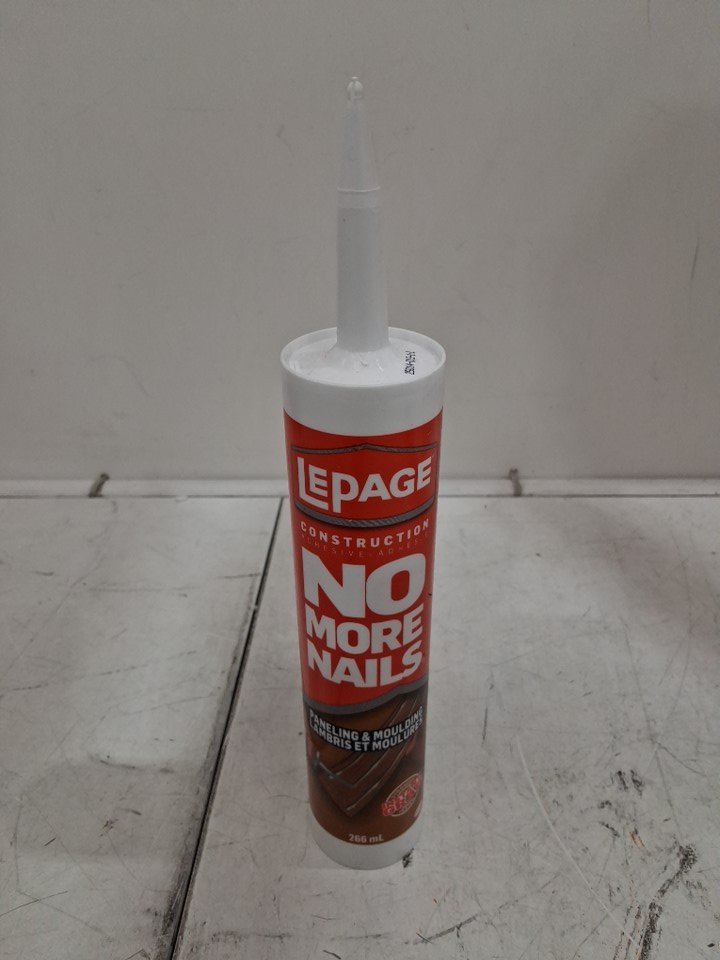 LEPAGE
CONSTRUCTION
NO
MORE
NAILS
PANELING & MOULDING
LAMBRIS ET MOULURES
266 mL